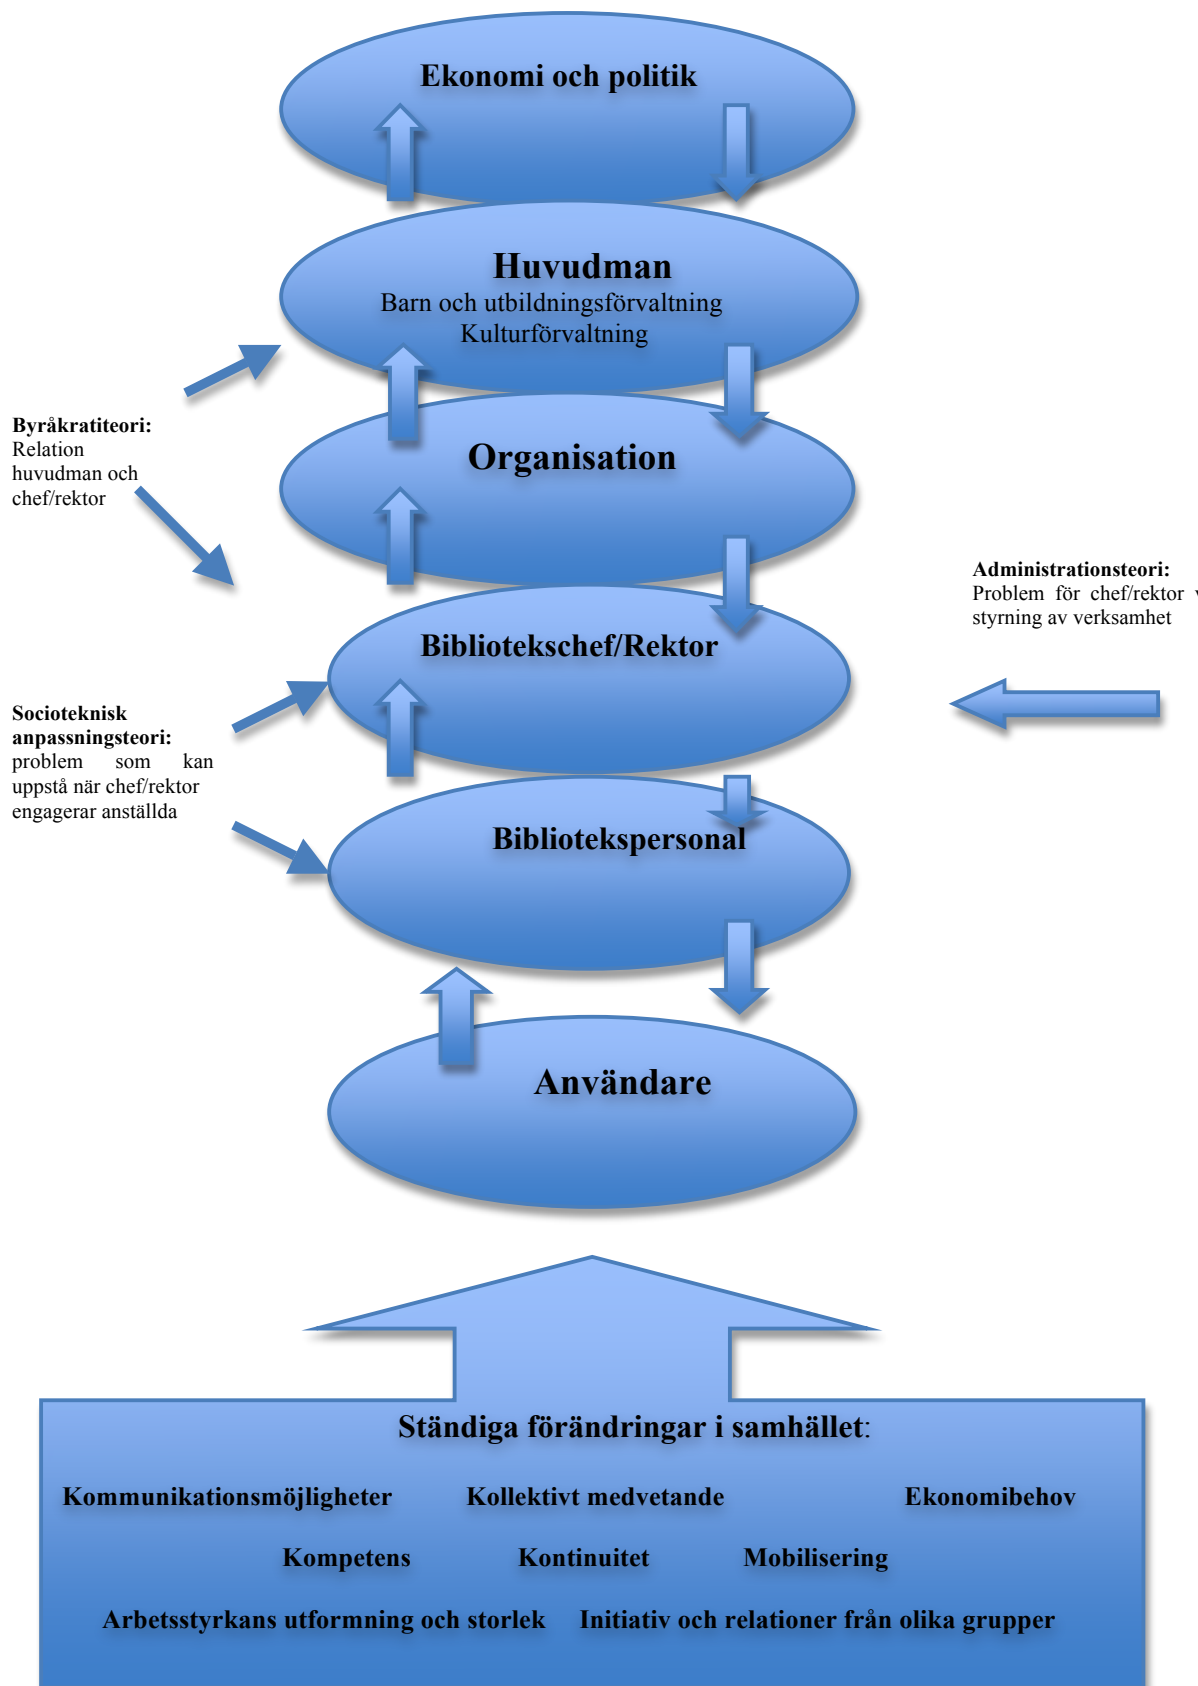 Ekonomi och politik
Huvudman
Barn och utbildningsförvaltning
Kulturförvaltning
Byråkratiteori:
Relation
huvudman och
chef/rektor
Organisation
Administrationsteori:
Problem för chef/rektor
styrning av verksamhet
Bibliotekschef/Rektor
Socioteknisk
anpassningsteori:
problem som kan
uppstå när chef/rektor
engagerar anställda
Bibliotekspersonal
Användare
Ständiga förändringar i samhället:
Kommunikationsmöjligheter Kollektivt medvetande Ekonomibehov
Kompetens Kontinuitet Mobilisering
Arbetsstyrkans utformning och storlek Initiativ och relationer från olika grupper